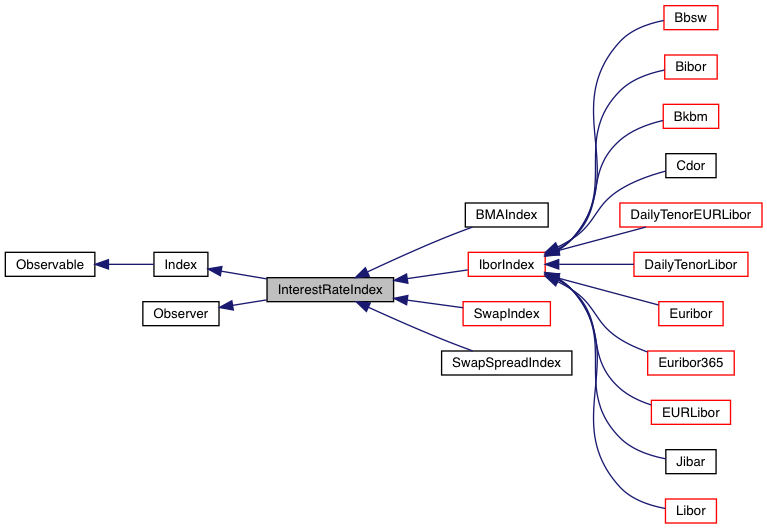 Bbsw
Bibor
Bkbm
Cdor
BMAIndex
DailyTenorEURLibor
Observable
Index
IborIndex
DailyTenorLibor
InterestRateIndex
Observer
SwapIndex
Euribor
SwapSpreadIndex
Euribor365
EURLibor
Jibar
Libor